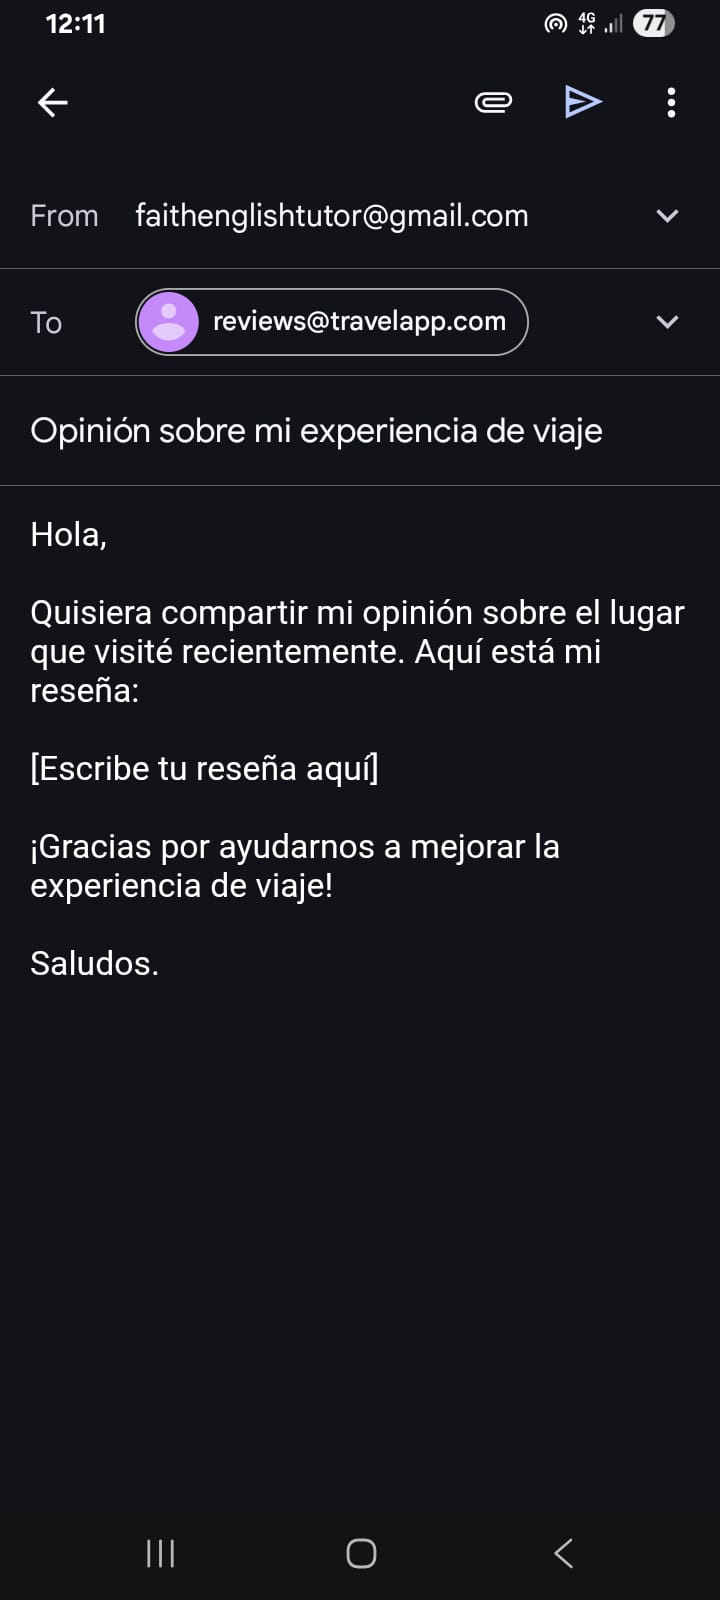 12:11
4G
77
From faithenglishtutor@gmail.com
To reviews@travelapp.com
Opinión sobre mi experiencia de viaje
Hola,
Quisiera compartir mi opinión sobre el lugar
que visité recientemente. Aquí está mi
reseña:
[Escribe tu reseña aquí]
¡Gracias por ayudarnos a mejorar la
experiencia de viaje!
Saludos.